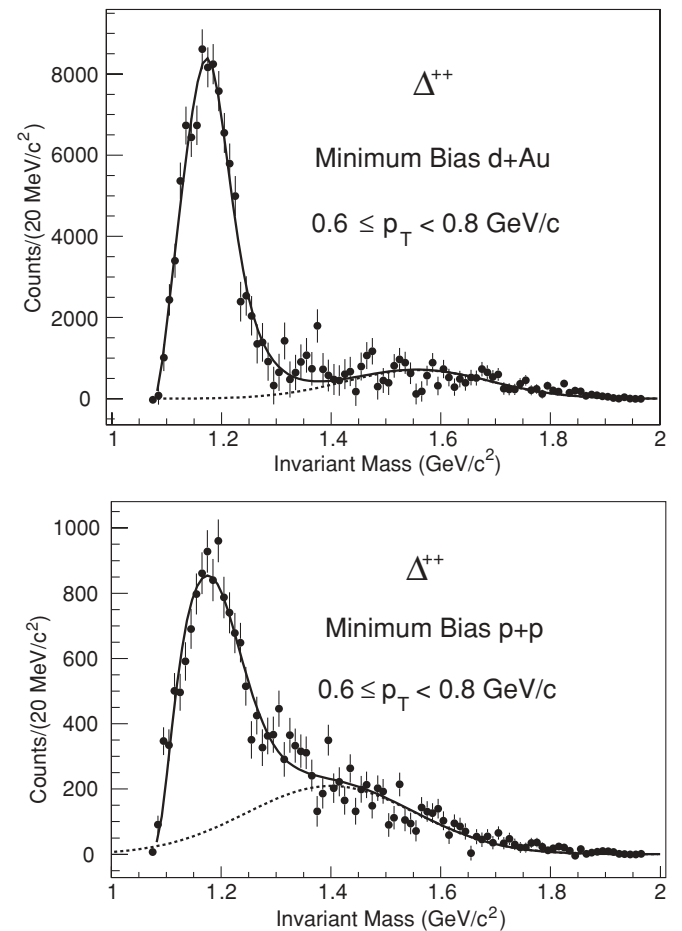 8000
6000
4000
2000
0
Counts/(20 MeV/c²)
Δ⁺⁺
Minimum Bias d+Au
0.6 ≤ p_T < 0.8 GeV/c
1 1.2 1.4 1.6 1.8 2
Invariant Mass (GeV/c²)
1000
800
600
400
200
0
Counts/(20 MeV/c²)
Δ⁺⁺
Minimum Bias p+p
0.6 ≤ p_T < 0.8 GeV/c
1 1.2 1.4 1.6 1.8 2
Invariant Mass (GeV/c²)